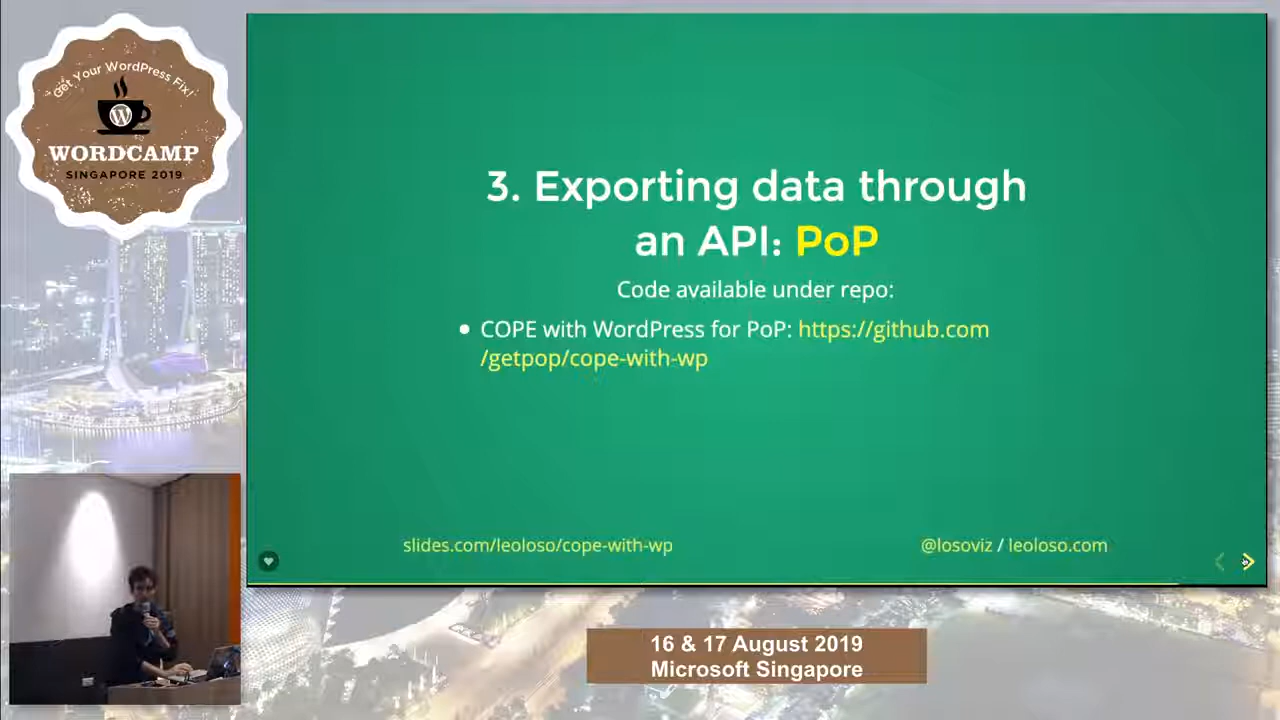 Get Your WordPress Fix!
WORDCAMP
SINGAPORE 2019
3. Exporting data through
an API: PoP
Code available under repo:
COPE with WordPress for PoP: https://github.com
/getpop/cope-with-wp
slides.com/leoloso/cope-with-wp
@losoviz / leoloso.com
16 & 17 August 2019
Microsoft Singapore